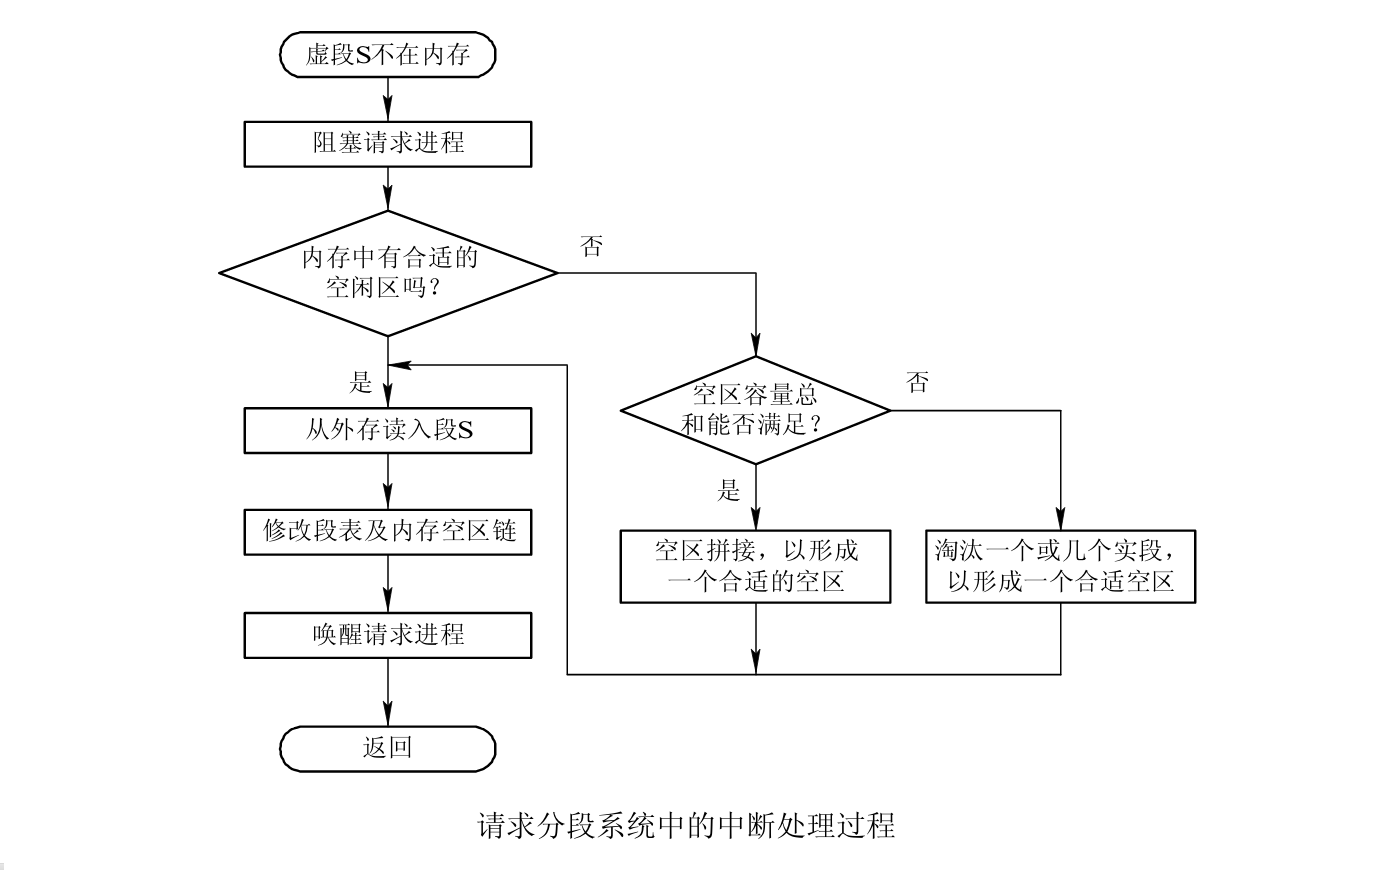 虚段S不在内存
阻塞请求进程
内存中有合适的
空闲区吗?
否
是
空区容量总
和能否满足?
否
从外存读入段S
是
修改段表及内存空区链
空区拼接，以形成
一个合适的空区
淘汰一个或几个实段，
以形成一个合适空区
唤醒请求进程
返回
请求分段系统中的中断处理过程